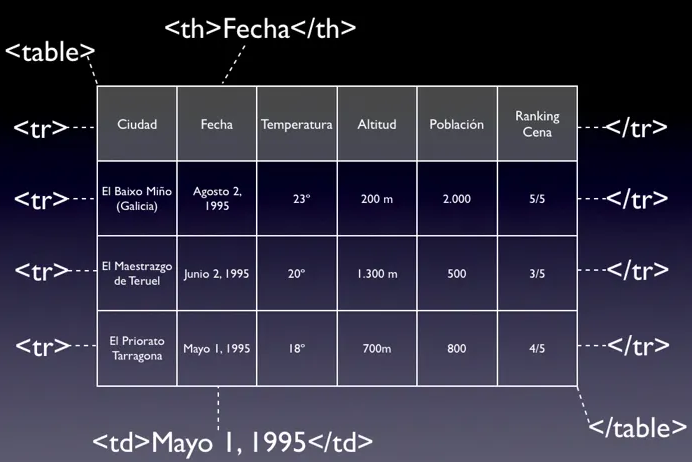 <th>Fecha</th>
<table>
<tr> Ciudad Fecha Temperatura Altitud Población Ranking Cena </tr>
<tr> El Baixo Miño (Galicia) Agosto 2, 1995 23º 200 m 2.000 5/5 </tr>
<tr> El Maestrazgo de Teruel Junio 2, 1995 20º 1.300 m 500 3/5 </tr>
<tr> El Priorato Tarragona Mayo 1, 1995 18º 700m 800 4/5 </tr>
</table>
<td>Mayo 1, 1995</td>